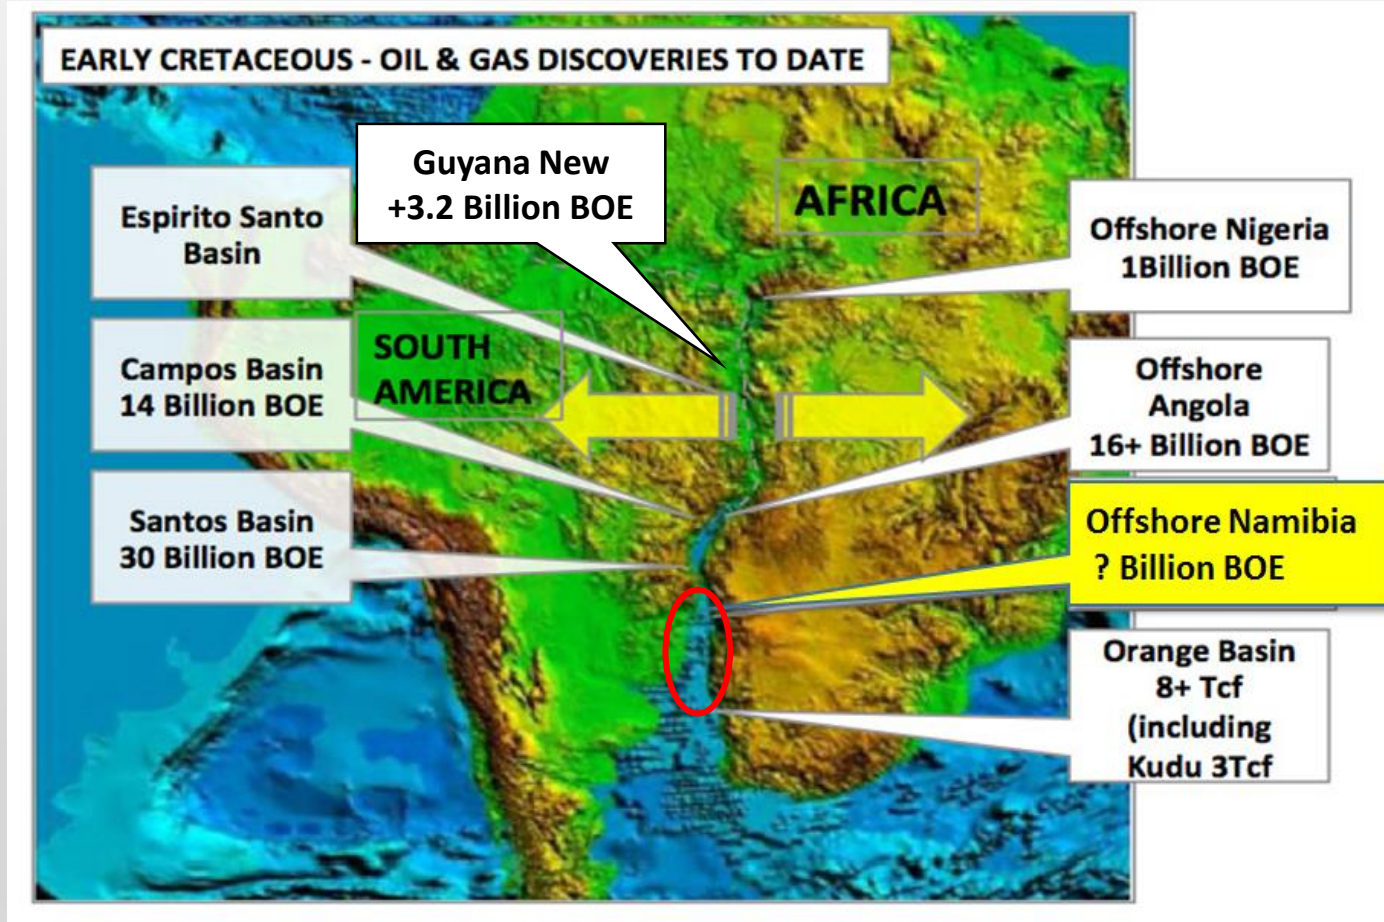 EARLY CRETACEOUS - OIL & GAS DISCOVERIES TO DATE
Guyana New
+3.2 Billion BOE
AFRICA
Espirito Santo
Basin
Offshore Nigeria
1Billion BOE
SOUTH
AMERICA
Campos Basin
14 Billion BOE
Offshore
Angola
16+ Billion BOE
Santos Basin
30 Billion BOE
Offshore Namibia
? Billion BOE
Orange Basin
8+ Tcf
(including
Kudu 3Tcf